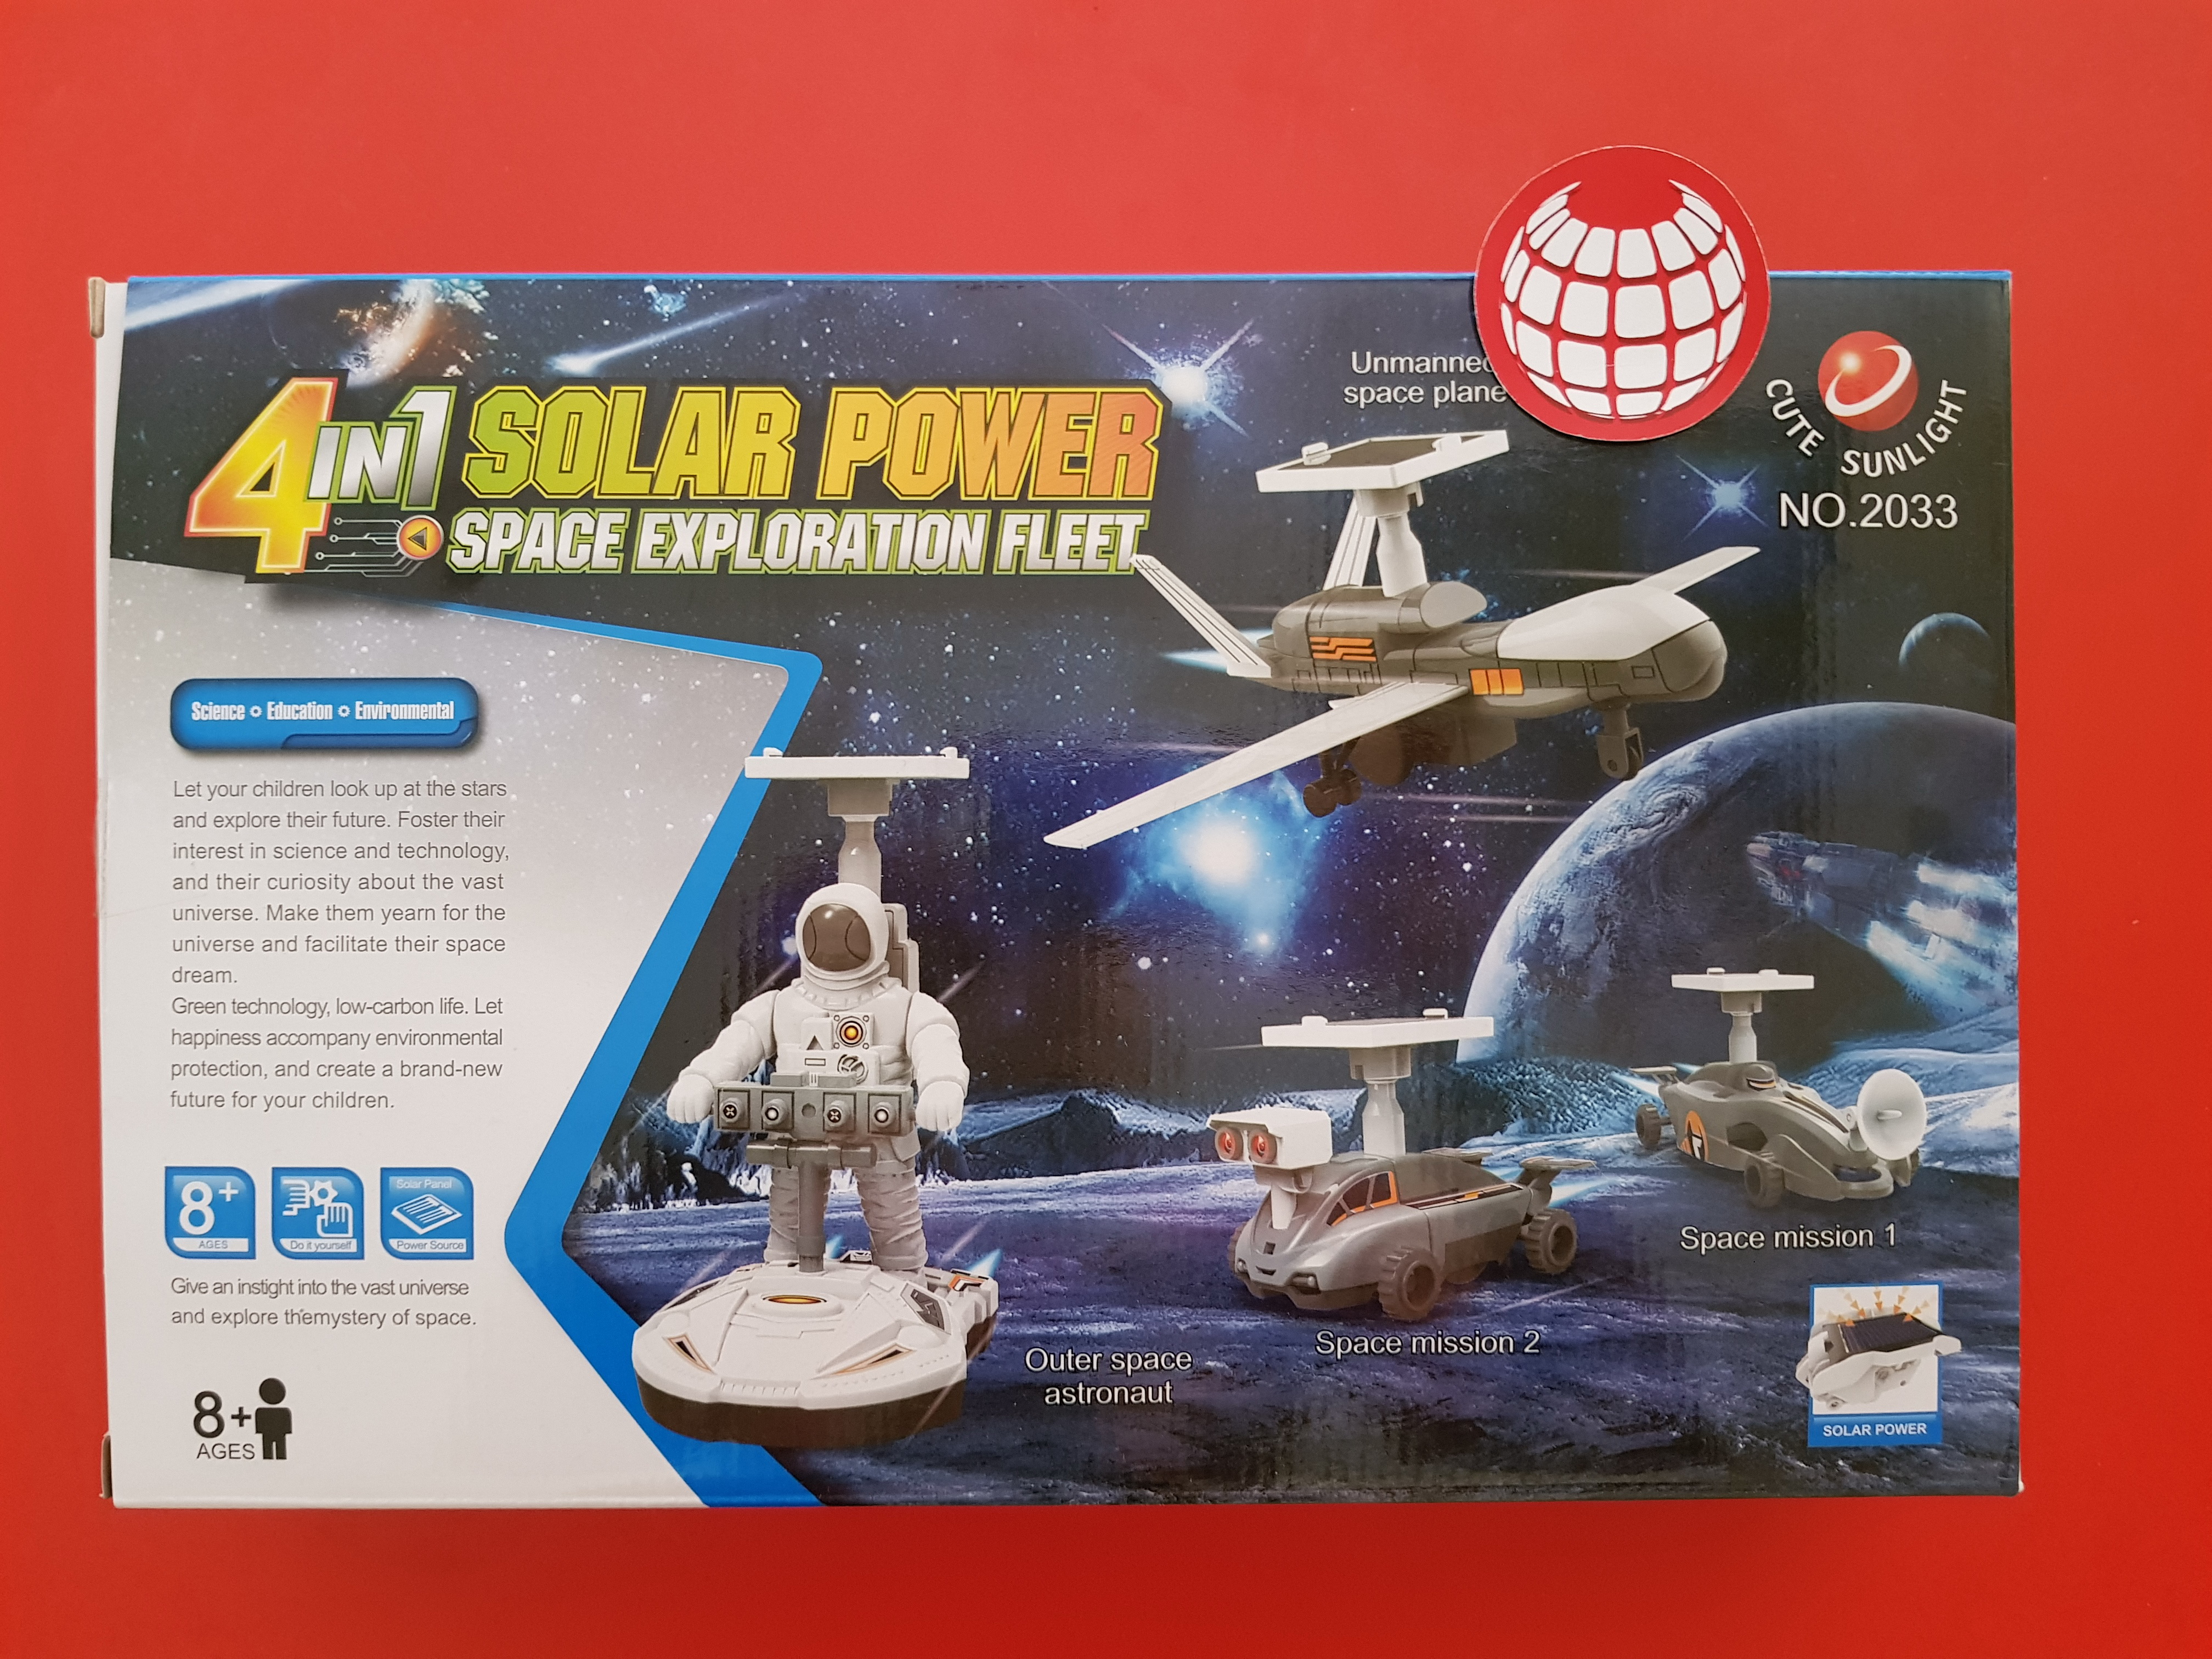 4 IN 1 SOLAR POWER
SPACE EXPLORATION FLEET
Unmanned
space plane
CUTE SUNLIGHT
NO.2033
Science Education Environmental
Let your children look up at the stars
and explore their future. Foster their
interest in science and technology,
and their curiosity about the vast
universe. Make them yearn for the
universe and facilitate their space
dream.
Green technology, low-carbon life. Let
happiness accompany environmental
protection, and create a brand-new
future for your children.
8+
AGES
Do it yourself
Solar Panel
Power Source
Give an instight into the vast universe
and explore themystery of space.
8+
AGES
Outer space
astronaut
Space mission 2
Space mission 1
SOLAR POWER